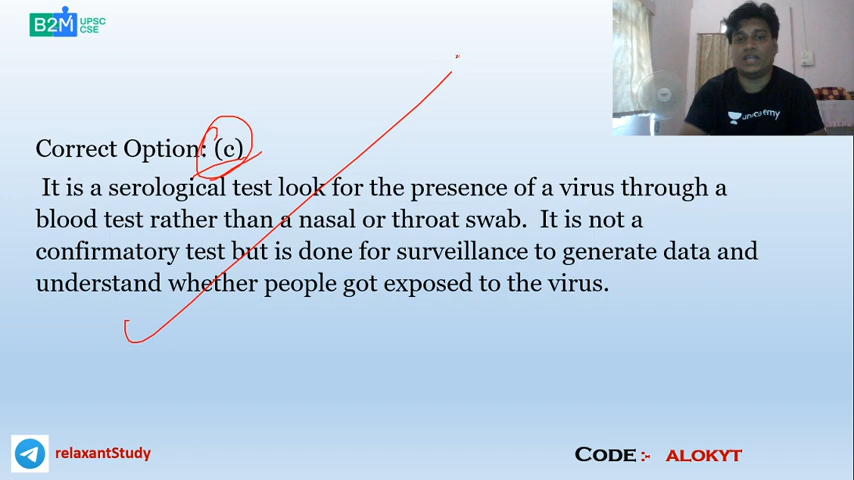 B2M UPSC
CSE
unacademy
Correct Option: (c)
It is a serological test look for the presence of a virus through a
blood test rather than a nasal or throat swab. It is not a
confirmatory test but is done for surveillance to generate data and
understand whether people got exposed to the virus.
relaxantStudy
CODE :- ALOKYT